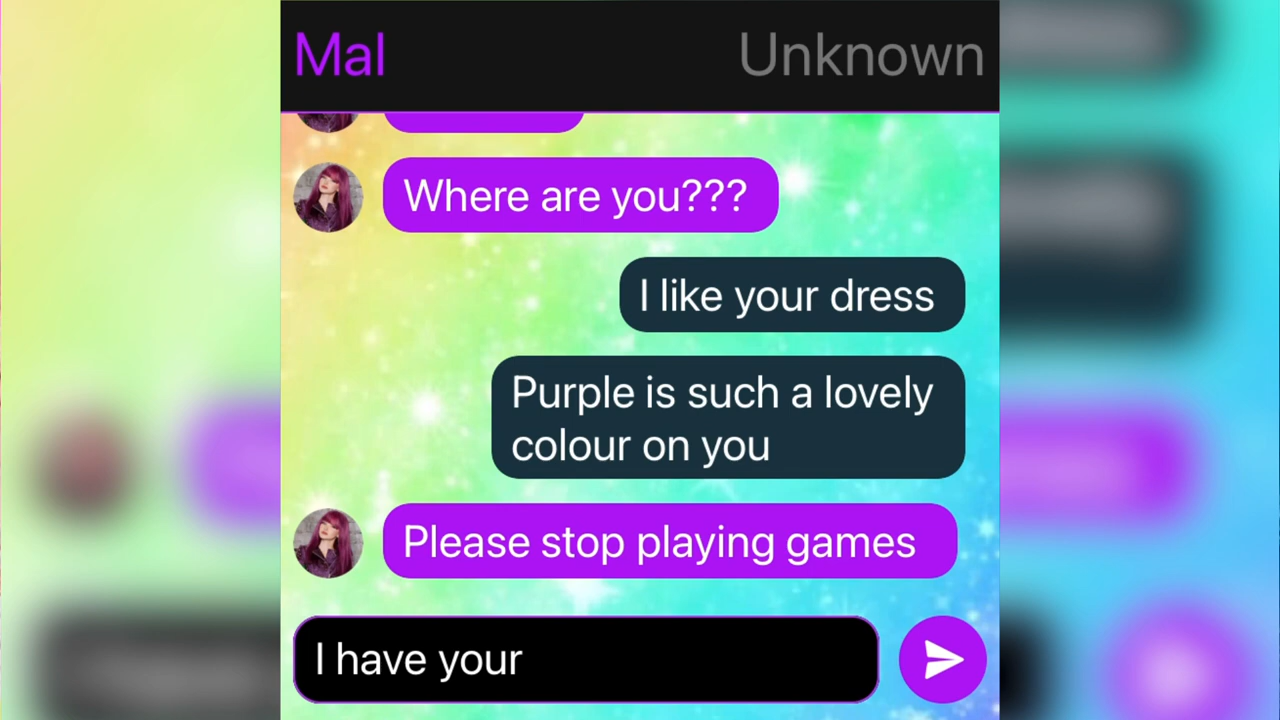 Mal Unknown
Where are you???
I like your dress
Purple is such a lovely
colour on you
Please stop playing games
I have your